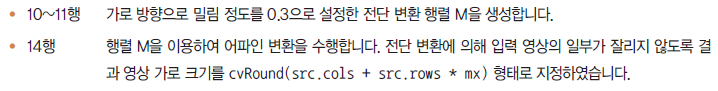 • 10~11행 가로 방향으로 밀림 정도를 0.3으로 설정한 전단 변환 행렬 M을 생성합니다.
• 14행 행렬 M을 이용하여 어파인 변환을 수행합니다. 전단 변환에 의해 입력 영상의 일부가 잘리지 않도록 결
과 영상 가로 크기를 cvRound(src.cols + src.rows * mx) 형태로 지정하였습니다.